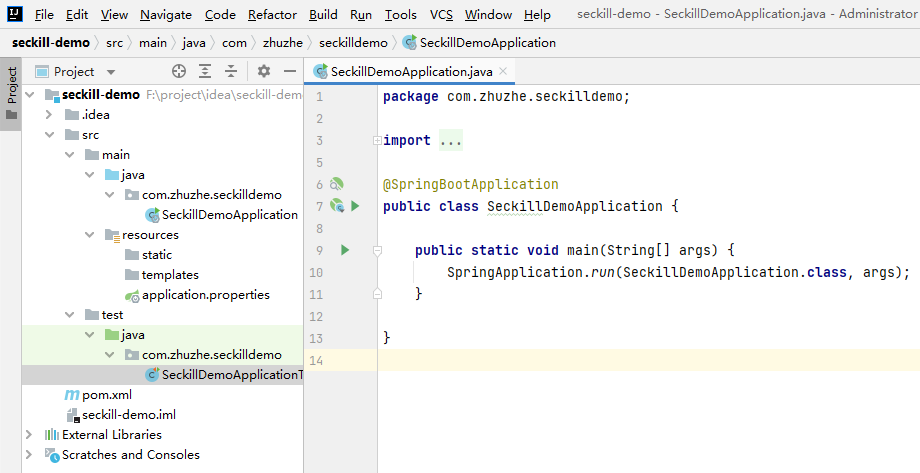 IJ File Edit View Navigate Code Refactor Build Run Tools VCS Window Help seckill-demo - SeckillDemoApplication.java - Administrator
seckill-demo src main java com zhuzhe seckilldemo SeckillDemoApplication
Project
Project
SeckillDemoApplication.java
seckill-demo F:\project\idea\seckill-dem
.idea
src
main
java
com.zhuzhe.seckilldemo
SeckillDemoApplication
resources
static
templates
application.properties
test
java
com.zhuzhe.seckilldemo
SeckillDemoApplicationT
pom.xml
seckill-demo.iml
External Libraries
Scratches and Consoles
1 package com.zhuzhe.seckilldemo;
2
3 import ...
5
6 @SpringBootApplication
7 public class SeckillDemoApplication {
8
9 public static void main(String[] args) {
10 SpringApplication.run(SeckillDemoApplication.class, args);
11 }
12
13 }
14